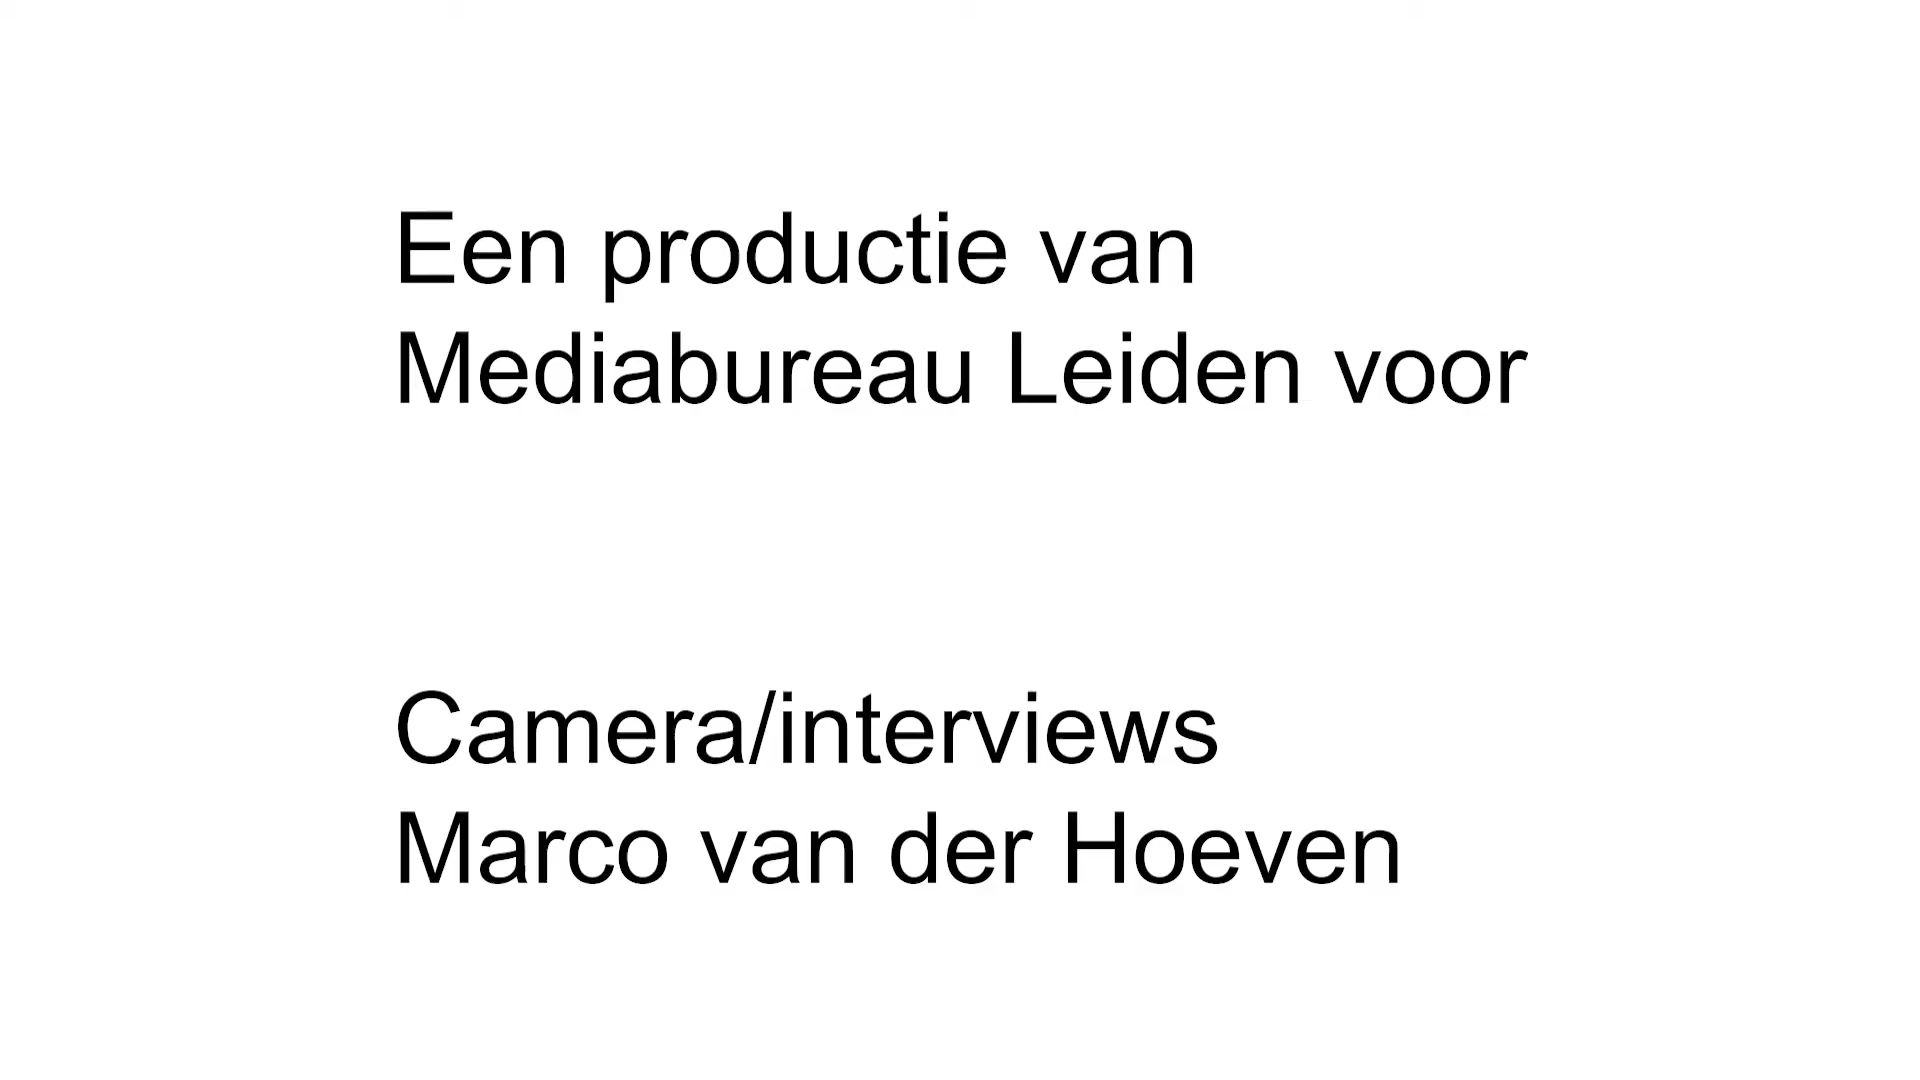 Een productie van
Mediabureau Leiden voor
Camera/interviews
Marco van der Hoeven